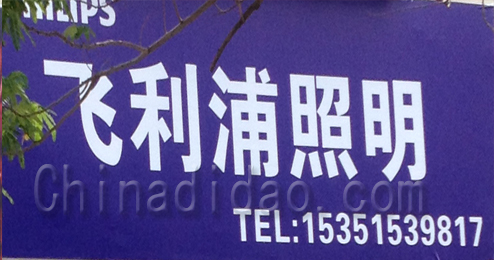 PHILIPS
飞利浦照明
Chinadidao.com
TEL:15351539817